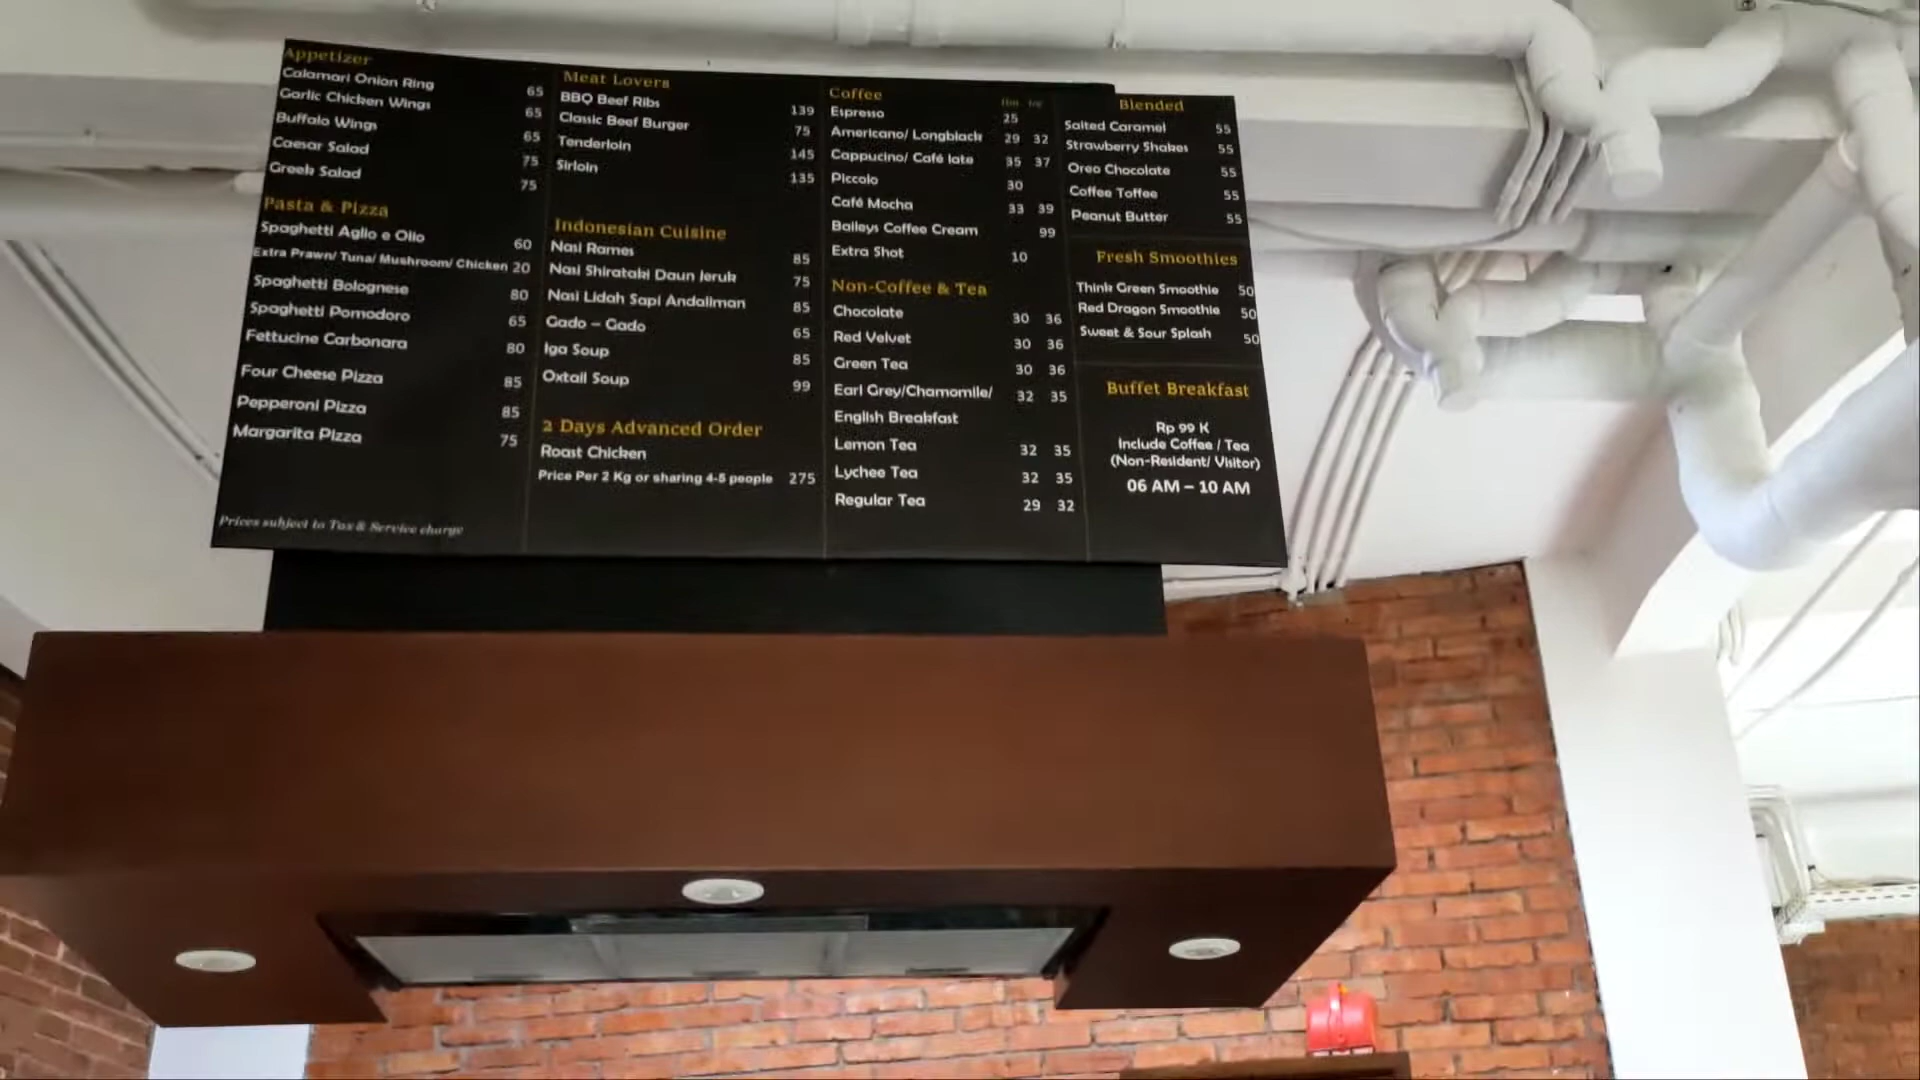 Appetizer
Calamari Onion Ring 65
Garlic Chicken Wings 65
Buffalo Wings 65
Caesar Salad 75
Greek Salad 75
Pasta & Pizza
Spaghetti Aglio e Olio 60
Extra Prawn/ Tuna/ Mushroom/ Chicken 20
Spaghetti Bolognese 80
Spaghetti Pomodoro 65
Fettucine Carbonara 80
Four Cheese Pizza 85
Pepperoni Pizza 85
Margarita Pizza 75
Prices subject to Tax & Service charge
Meat Lovers
BBQ Beef Ribs 139
Classic Beef Burger 75
Tenderloin 145
Sirloin 135
Indonesian Cuisine
Nasi Rames 85
Nasi Shirataki Daun Jeruk 75
Nasi Lidah Sapi Andaliman 85
Gado – Gado 65
Iga Soup 85
Oxtail Soup 99
2 Days Advanced Order
Roast Chicken
Price Per 2 Kg or sharing 4-5 people 275
Coffee
Espresso 25
Americano/ Longblack 29 32
Cappucino/ Café late 35 37
Piccolo 30
Café Mocha 33 39
Baileys Coffee Cream 99
Extra Shot 10
Non-Coffee & Tea
Chocolate 30 36
Red Velvet 30 36
Green Tea 30 36
Earl Grey/Chamomile/ 32 35
English Breakfast
Lemon Tea 32 35
Lychee Tea 32 35
Regular Tea 29 32
Blended
Salted Caramel 55
Strawberry Shakes 55
Oreo Chocolate 55
Coffee Toffee 55
Peanut Butter 55
Fresh Smoothies
Think Green Smoothie 50
Red Dragon Smoothie 50
Sweet & Sour Splash 50
Buffet Breakfast
Rp 99 K
Include Coffee / Tea
(Non-Resident/ Visitor)
06 AM – 10 AM